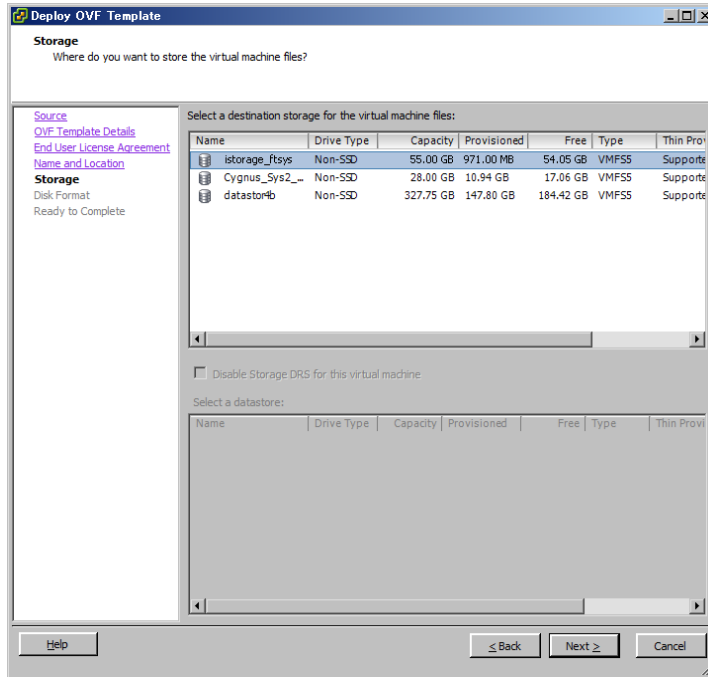 Deploy OVF Template
Storage
Where do you want to store the virtual machine files?
Source
OVF Template Details
End User License Agreement
Name and Location
Storage
Disk Format
Ready to Complete
Select a destination storage for the virtual machine files:
Name Drive Type Capacity Provisioned Free Type Thin Prov
istorage_ftsys Non-SSD 55.00 GB 971.00 MB 54.05 GB VMFS5 Supporte
Cygnus_Sys2_... Non-SSD 28.00 GB 10.94 GB 17.06 GB VMFS5 Supporte
datastor4b Non-SSD 327.75 GB 147.80 GB 184.42 GB VMFS5 Supporte
Disable Storage DRS for this virtual machine
Select a datastore:
Name Drive Type Capacity Provisioned Free Type Thin Provi
Help
< Back
Next >
Cancel